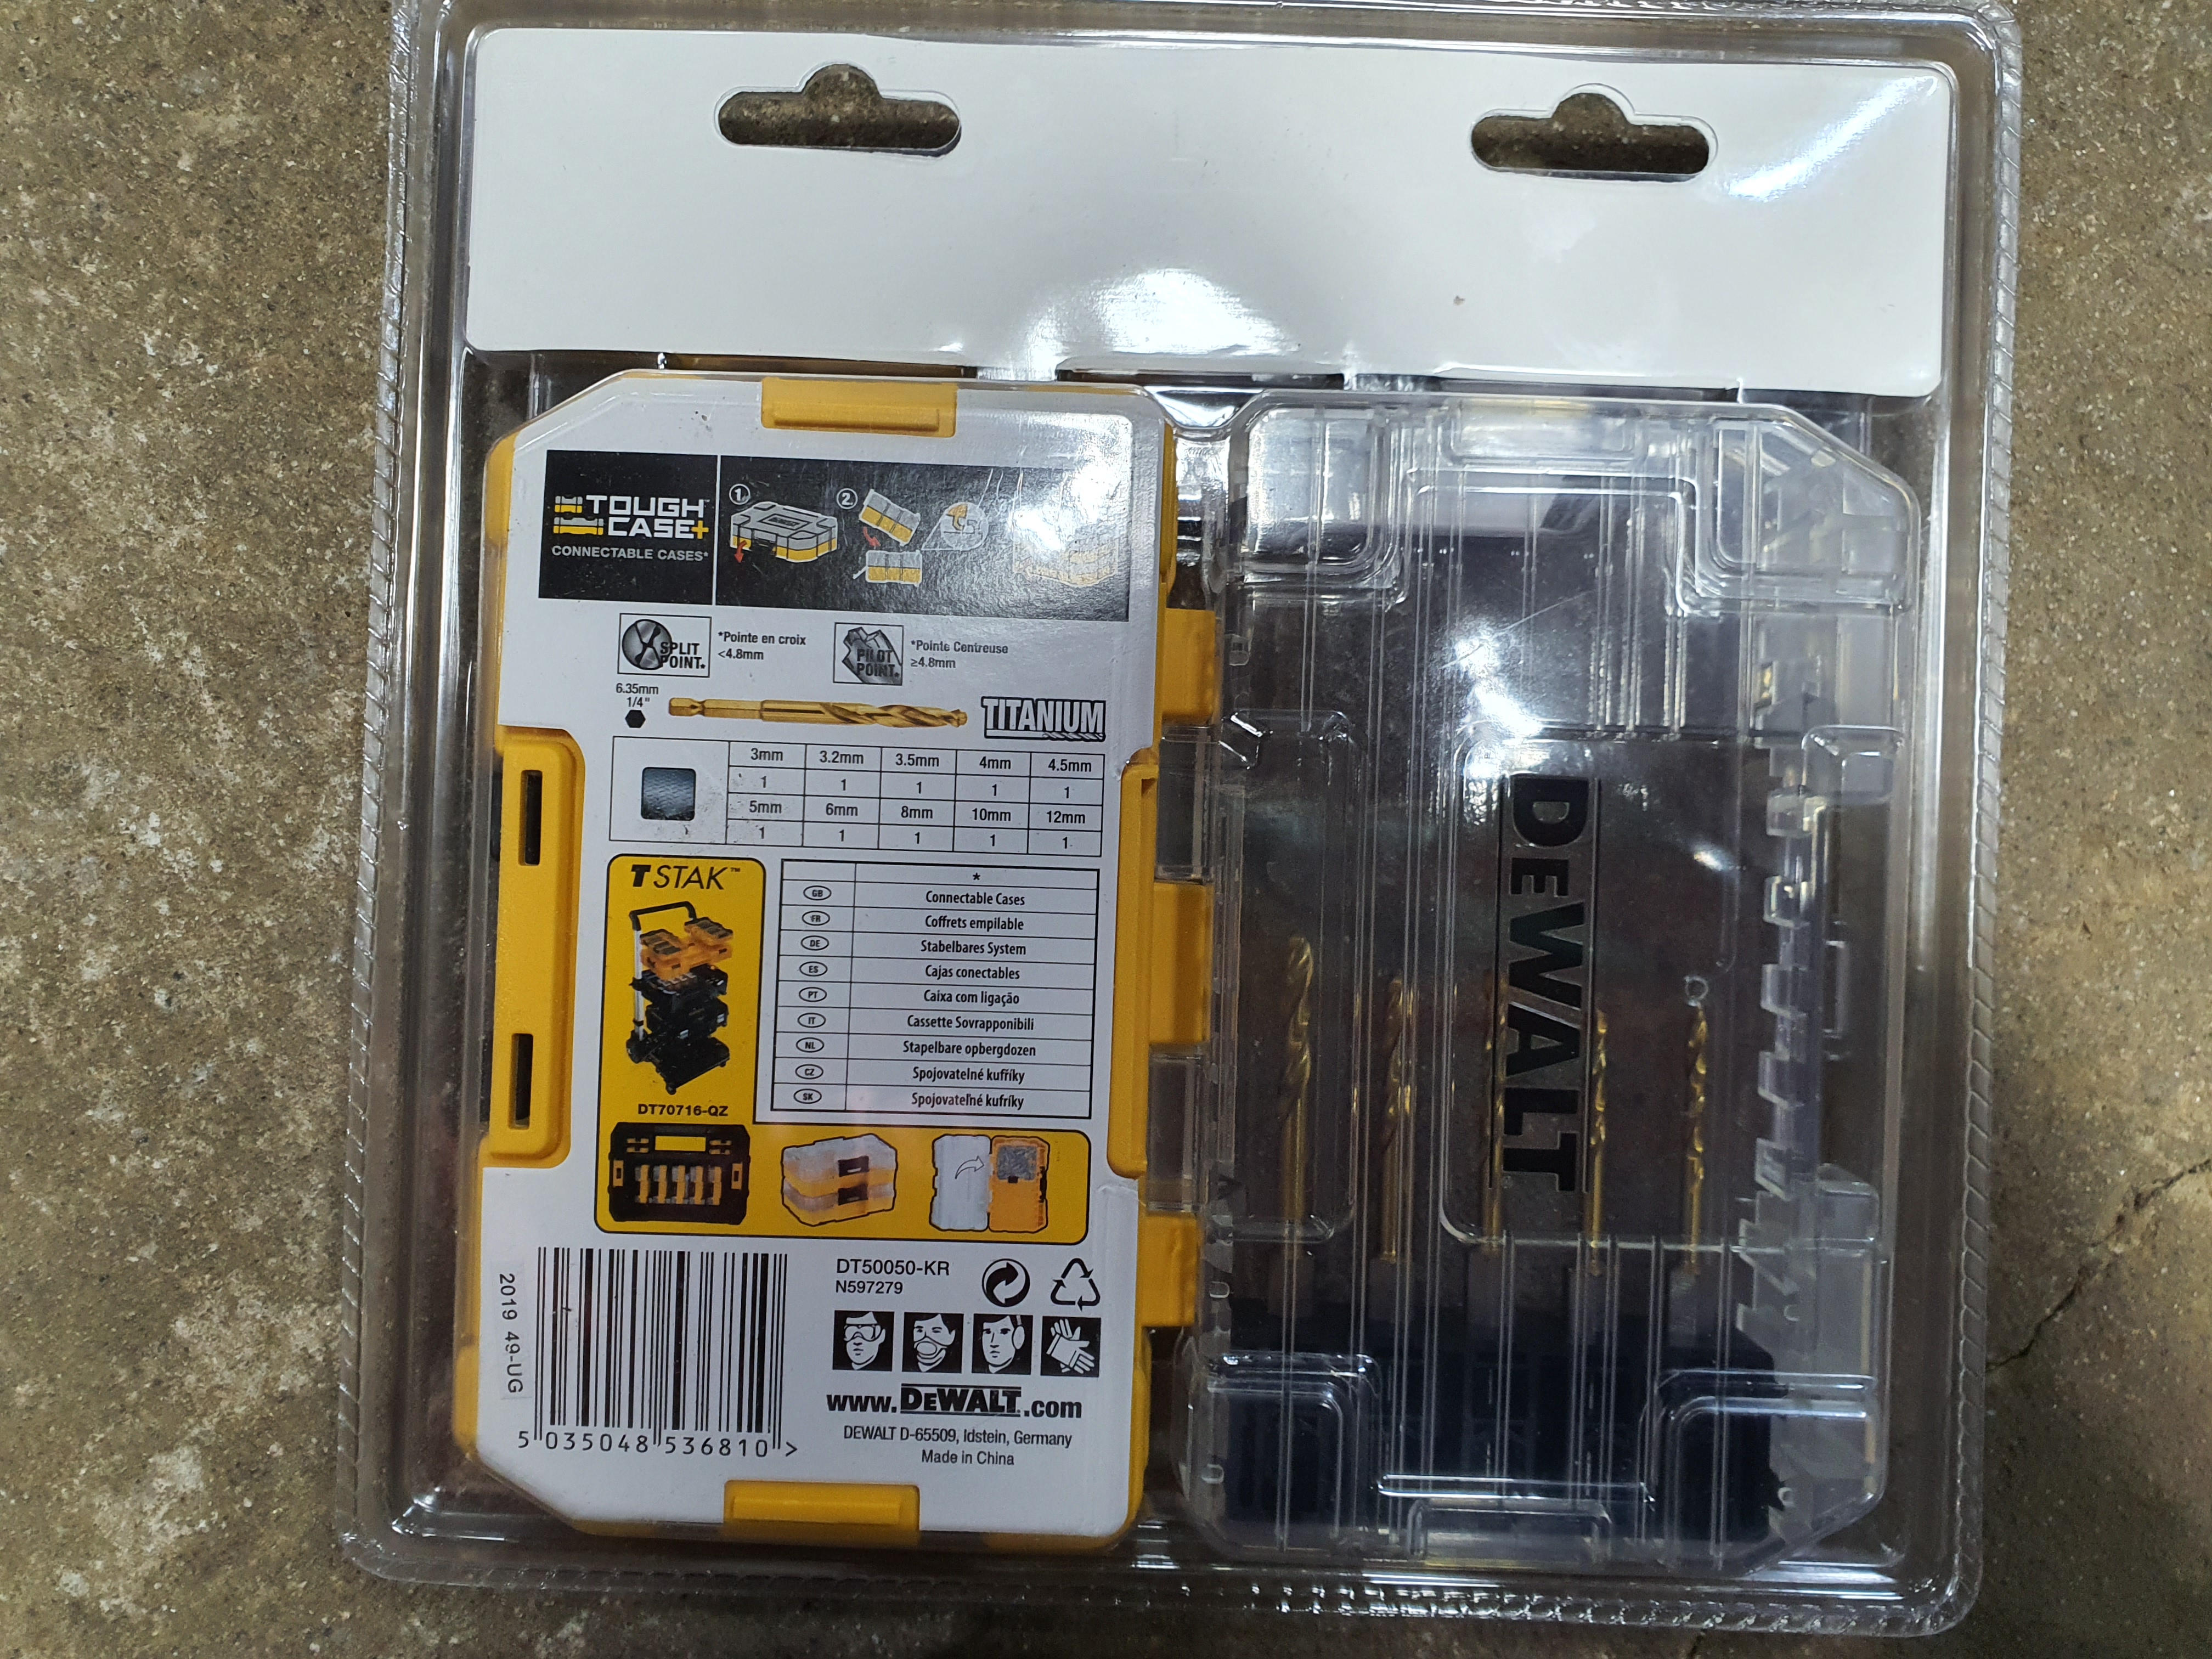 TOUGH
CASE+
CONNECTABLE CASES*
1
2
SPLIT
POINT.
*Pointe en croix
<4.8mm
PILOT
POINT.
*Pointe Centreuse
≥4.8mm
6.35mm
1/4"
TITANIUM
3mm 3.2mm 3.5mm 4mm 4.5mm
1 1 1 1 1
5mm 6mm 8mm 10mm 12mm
1 1 1 1 1
T STAK™
DT70716-QZ
*
GB Connectable Cases
FR Coffrets empilable
DE Stabelbares System
ES Cajas conectables
PT Caixa com ligação
IT Cassette Sovrapponibili
NL Stapelbare opbergdozen
CZ Spojovatelné kufříky
SK Spojovateľné kufríky
2019 49-UG
5 035048 536810 >
DT50050-KR
N597279
www.DEWALT.com
DEWALT D-65509, Idstein, Germany
Made in China
DEWALT